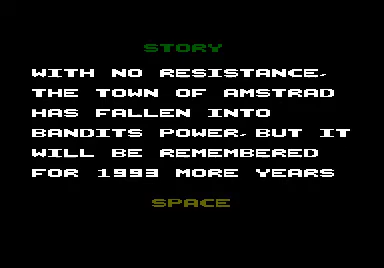 STORY
WITH NO RESISTANCE,
THE TOWN OF AMSTRAD
HAS FALLEN INTO
BANDITS POWER, BUT IT
WILL BE REMEMBERED
FOR 1993 MORE YEARS
SPACE